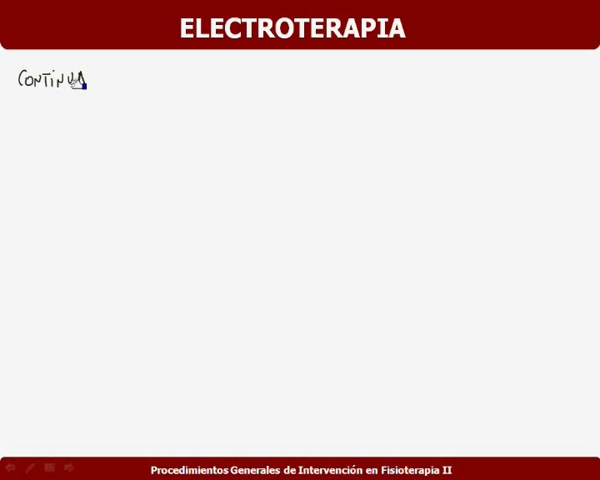 ELECTROTERAPIA
CONTINUA
Procedimientos Generales de Intervención en Fisioterapia II